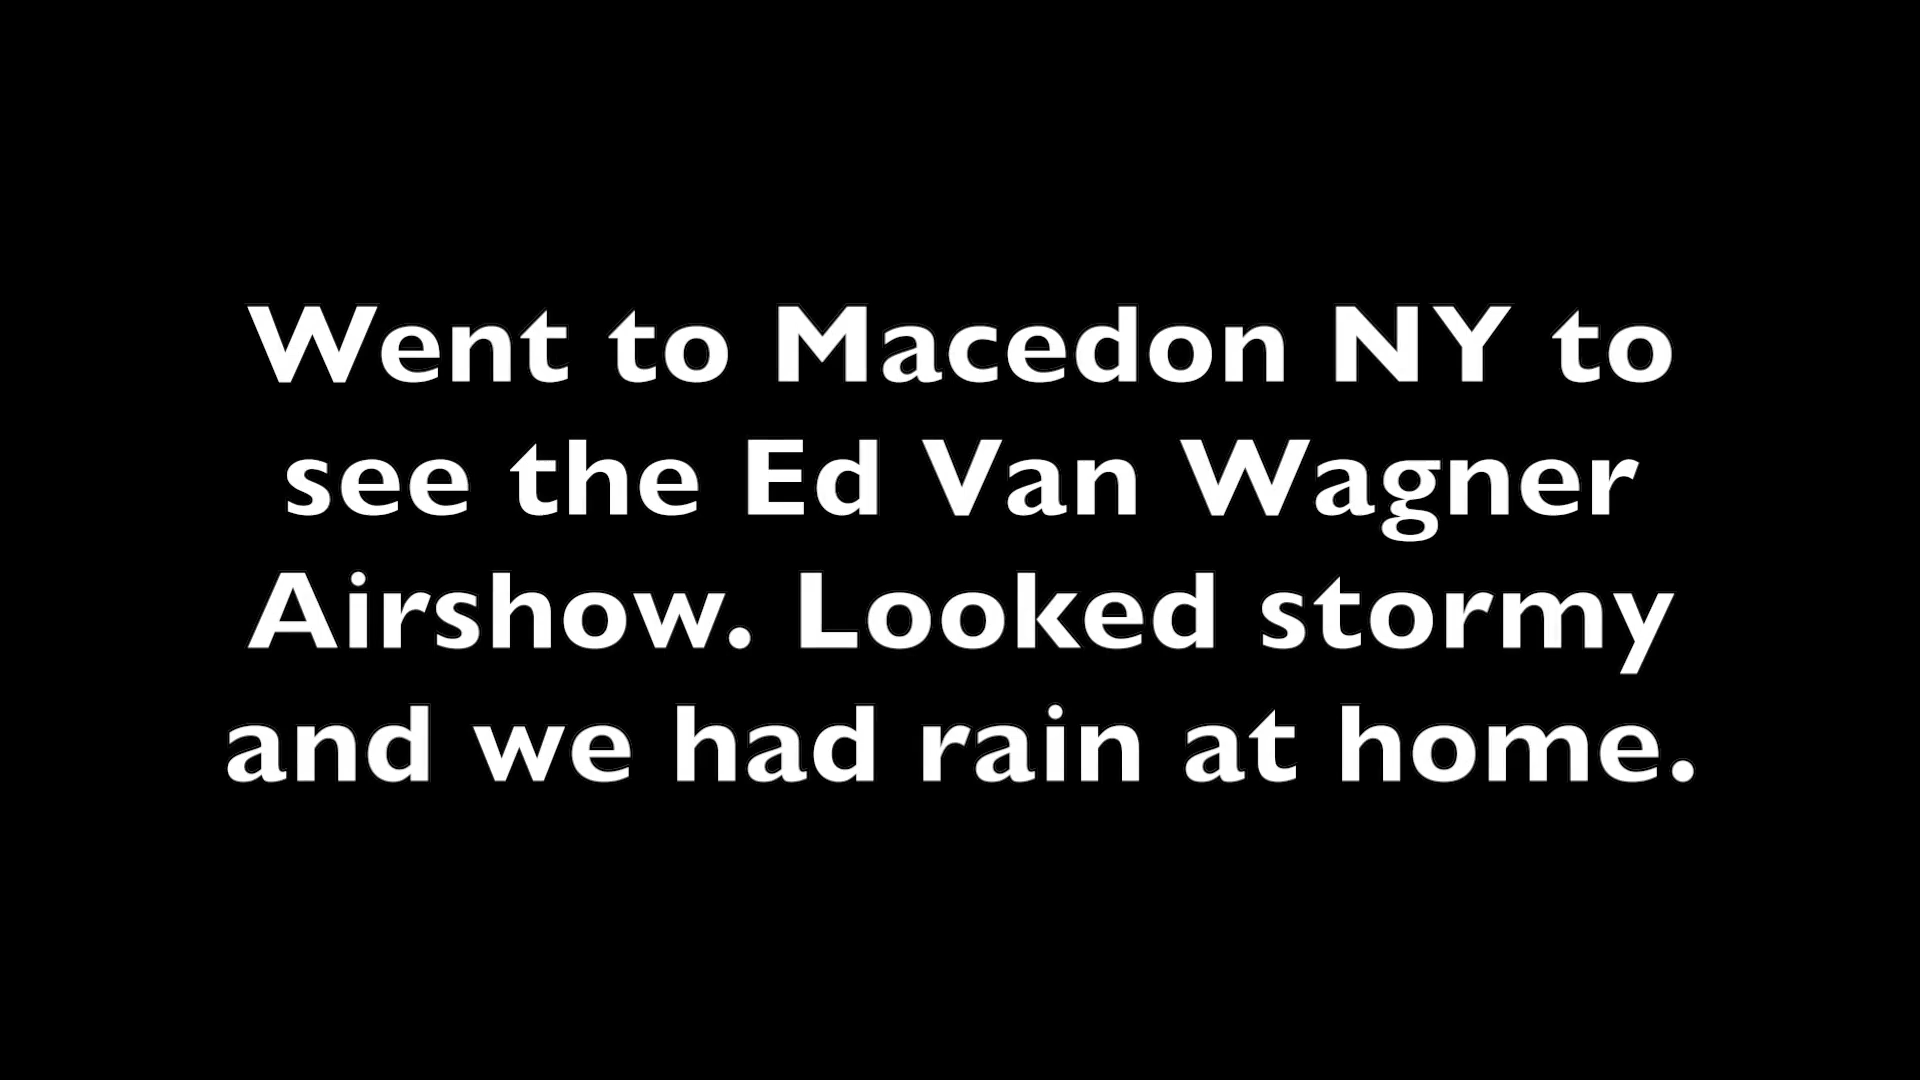 Went to Macedon NY to
see the Ed Van Wagner
Airshow. Looked stormy
and we had rain at home.